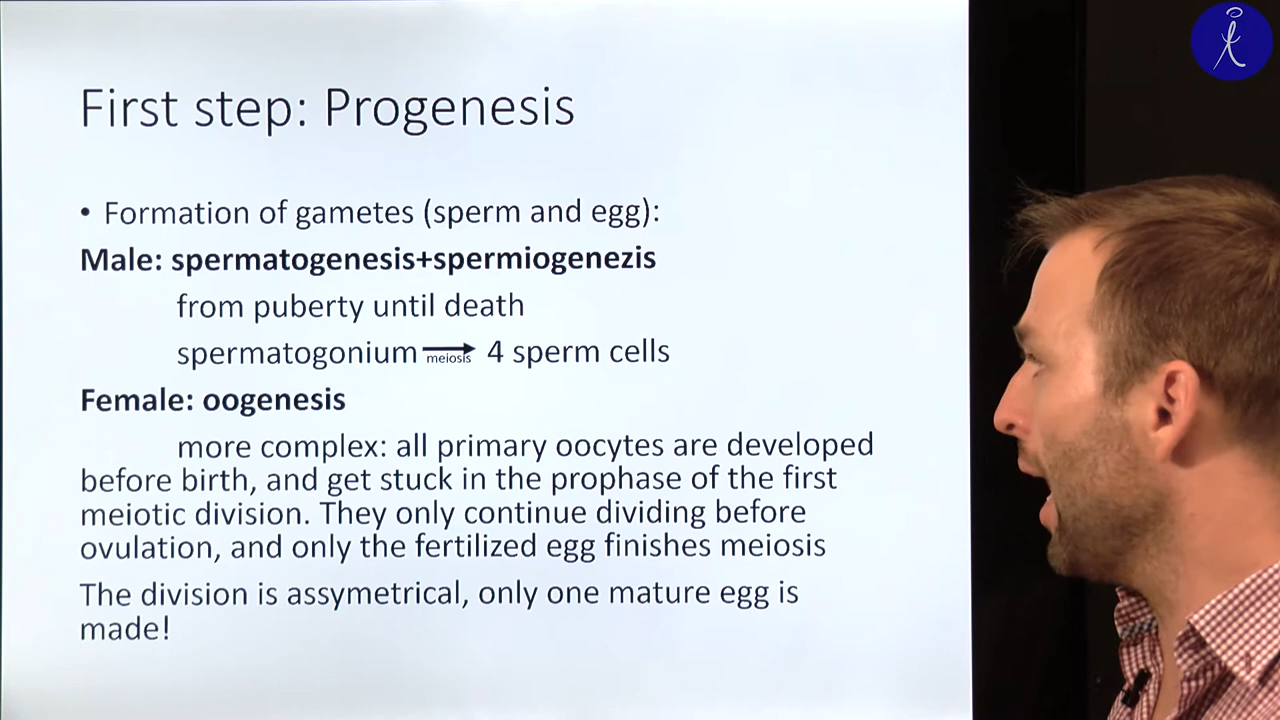 First step: Progenesis
• Formation of gametes (sperm and egg):
Male: spermatogenesis+spermiogenezis
from puberty until death
spermatogonium meiosis 4 sperm cells
Female: oogenesis
more complex: all primary oocytes are developed
before birth, and get stuck in the prophase of the first
meiotic division. They only continue dividing before
ovulation, and only the fertilized egg finishes meiosis
The division is assymetrical, only one mature egg is
made!